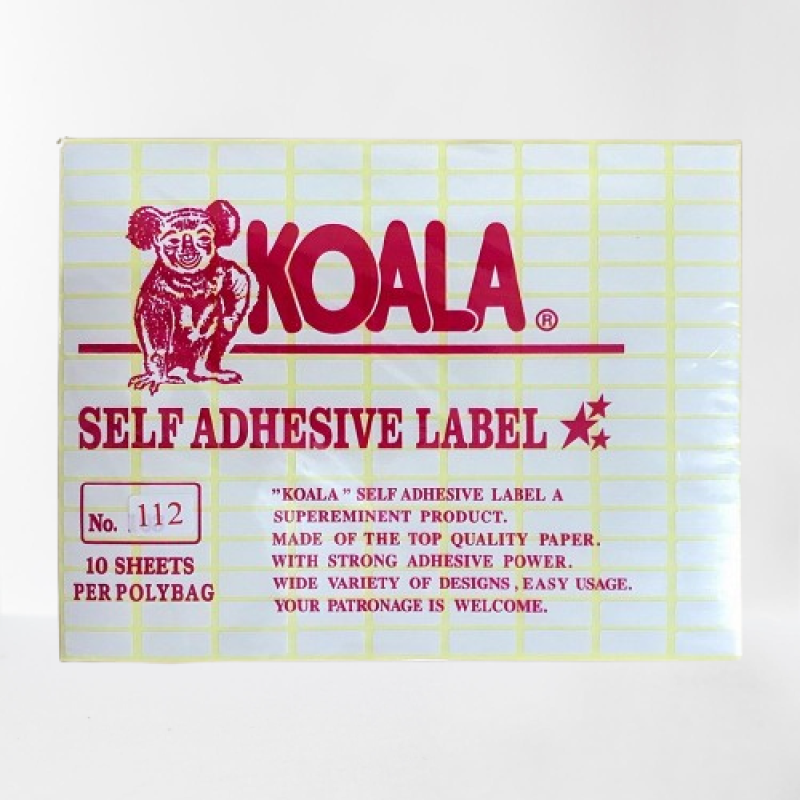 KOALA ®
SELF ADHESIVE LABEL
No. 112
10 SHEETS
PER POLYBAG
"KOALA" SELF ADHESIVE LABEL A
SUPEREMINENT PRODUCT.
MADE OF THE TOP QUALITY PAPER.
WITH STRONG ADHESIVE POWER.
WIDE VARIETY OF DESIGNS, EASY USAGE.
YOUR PATRONAGE IS WELCOME.